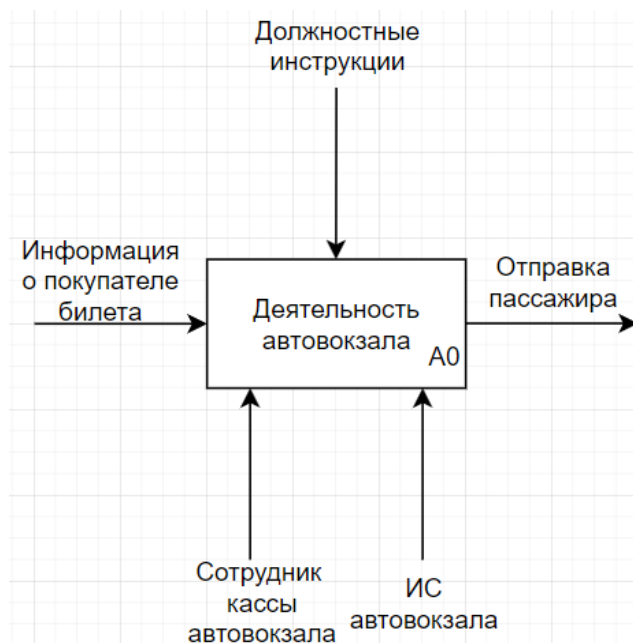 Должностные
инструкции
Информация
о покупателе
билета
Деятельность
автовокзала
A0
Отправка
пассажира
Сотрудник
кассы
автовокзала
ИС
автовокзала